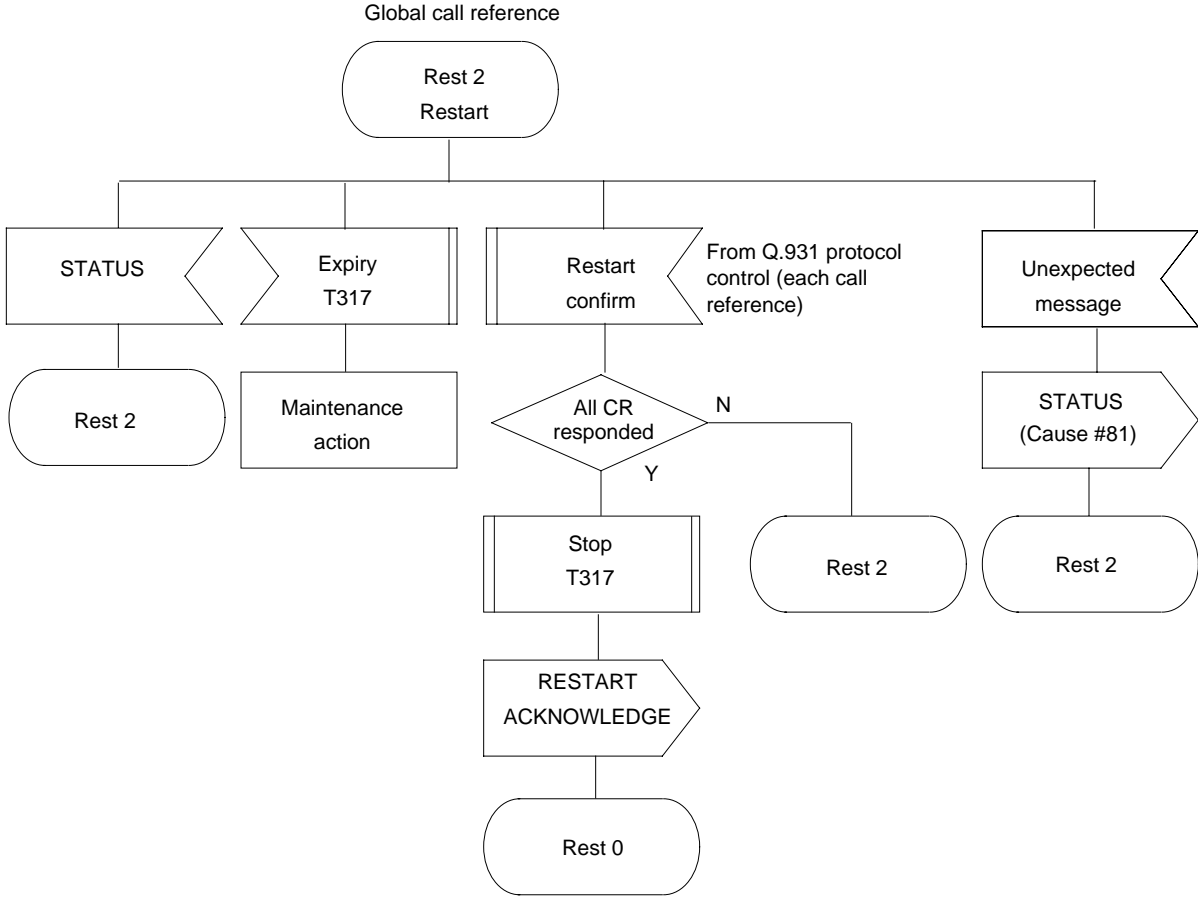 Global call reference
Rest 2
Restart
STATUS
Expiry
T317
Restart
confirm
From Q.931 protocol
control (each call
reference)
Unexpected
message
Rest 2
Maintenance
action
All CR
responded
N
Y
STATUS
(Cause #81)
Stop
T317
Rest 2
Rest 2
RESTART
ACKNOWLEDGE
Rest 0